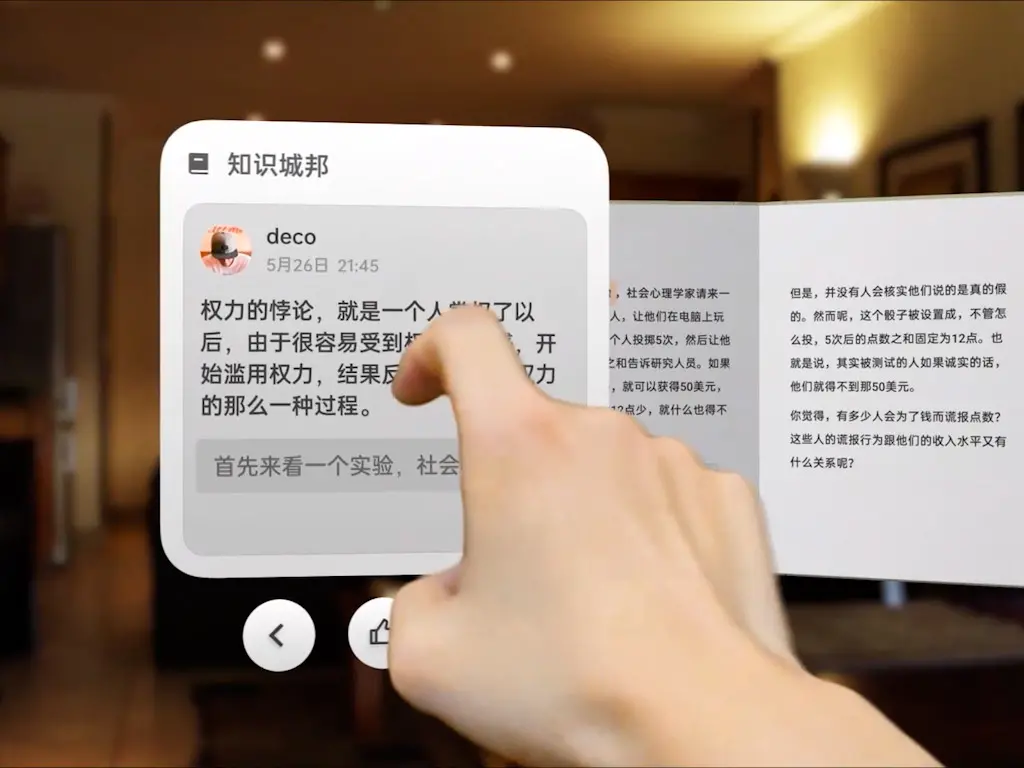 知识城邦
deco
5月26日 21:45
权力的悖论，就是一个人掌权了以
后，由于很容易受到权，开
始滥用权力，结果反权力
的那么一种过程。
首先来看一个实验，社会
，社会心理学家请来一
人，让他们在电脑上玩
个人投掷5次，然后让他
之和告诉研究人员。如果
，就可以获得50美元，
12点少，就什么也得不
但是，并没有人会核实他们说的是真的假
的。然而呢，这个骰子被设置成，不管怎
么投，5次后的点数之和固定为12点。也
就是说，其实被测试的人如果诚实的话，
他们就得不到那50美元。
你觉得，有多少人会为了钱而谎报点数？
这些人的谎报行为跟他们的收入水平又有
什么关系呢？